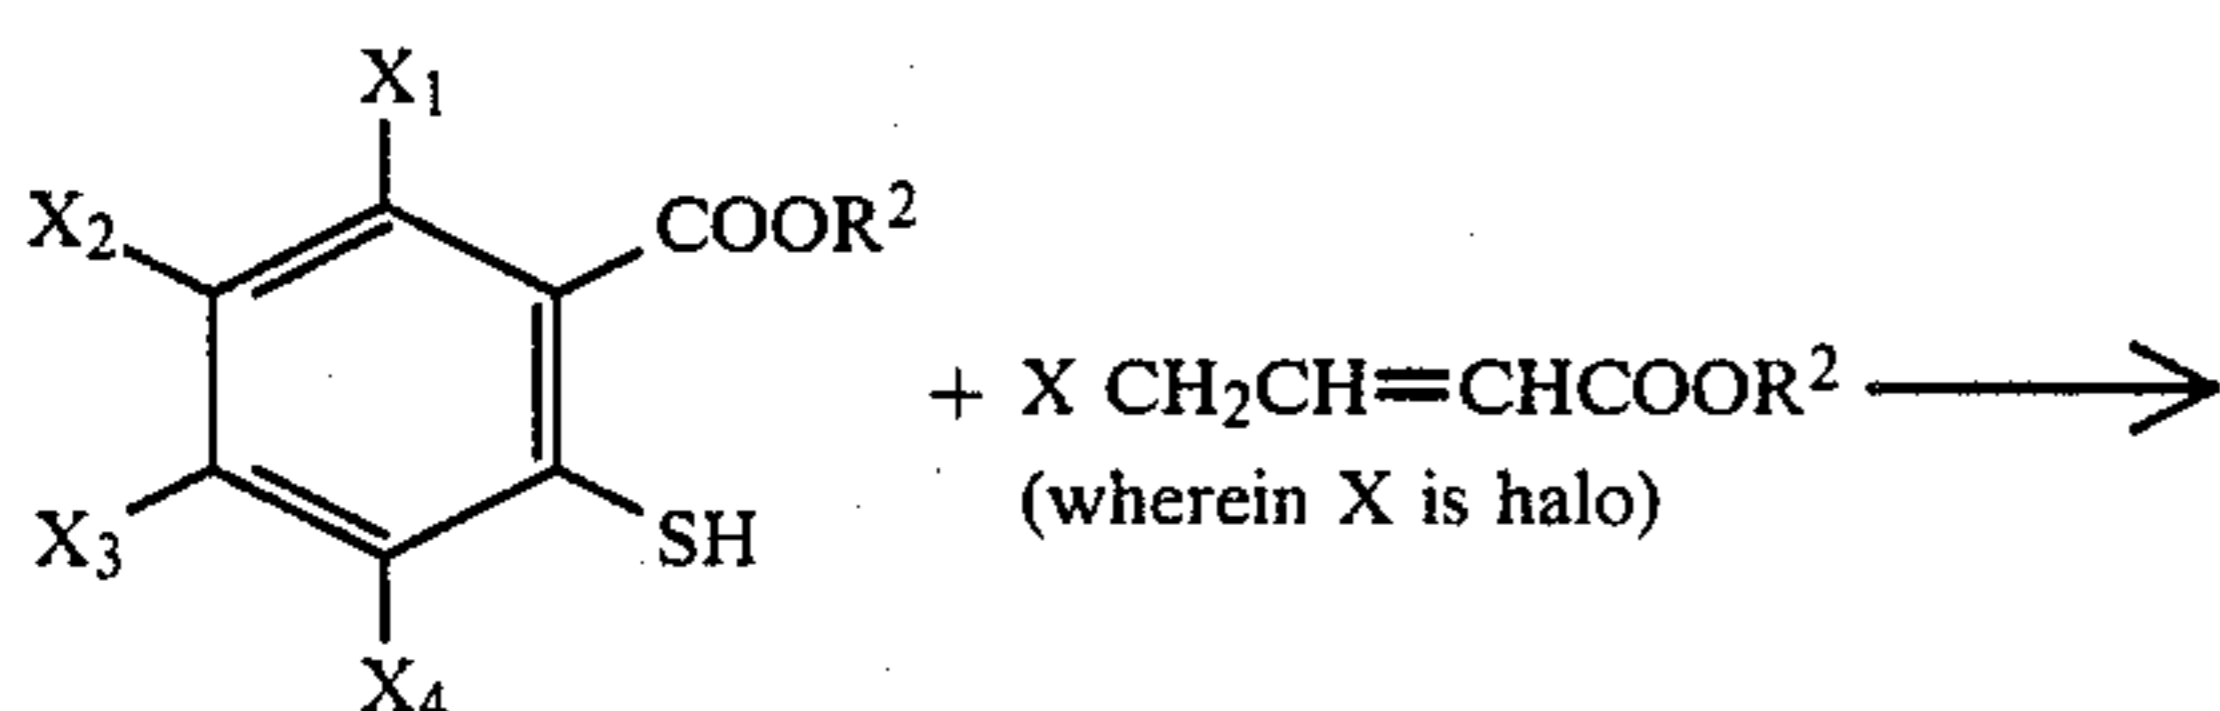 X1
X2
COOR2
+ X CH2CH=CHCOOR2
X3
(wherein X is halo)
SH
X4